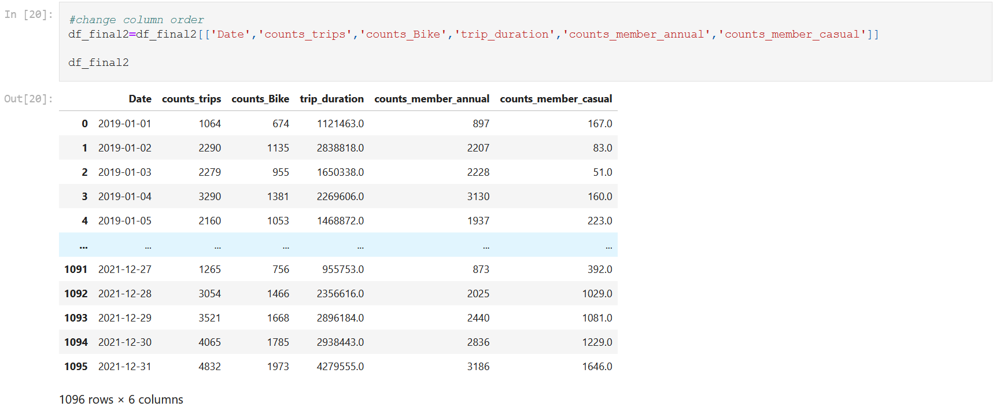 In [20]:
#change column order
df_final2=df_final2[['Date','counts_trips','counts_Bike','trip_duration','counts_member_annual','counts_member_casual']]
df_final2
Out[20]:
Date counts_trips counts_Bike trip_duration counts_member_annual counts_member_casual
0 2019-01-01 1064 674 1121463.0 897 167.0
1 2019-01-02 2290 1135 2838818.0 2207 83.0
2 2019-01-03 2279 955 1650338.0 2228 51.0
3 2019-01-04 3290 1381 2269606.0 3130 160.0
4 2019-01-05 2160 1053 1468872.0 1937 223.0
... ... ... ... ... ... ...
1091 2021-12-27 1265 756 955753.0 873 392.0
1092 2021-12-28 3054 1466 2356616.0 2025 1029.0
1093 2021-12-29 3521 1668 2896184.0 2440 1081.0
1094 2021-12-30 4065 1785 2938443.0 2836 1229.0
1095 2021-12-31 4832 1973 4279555.0 3186 1646.0
1096 rows × 6 columns